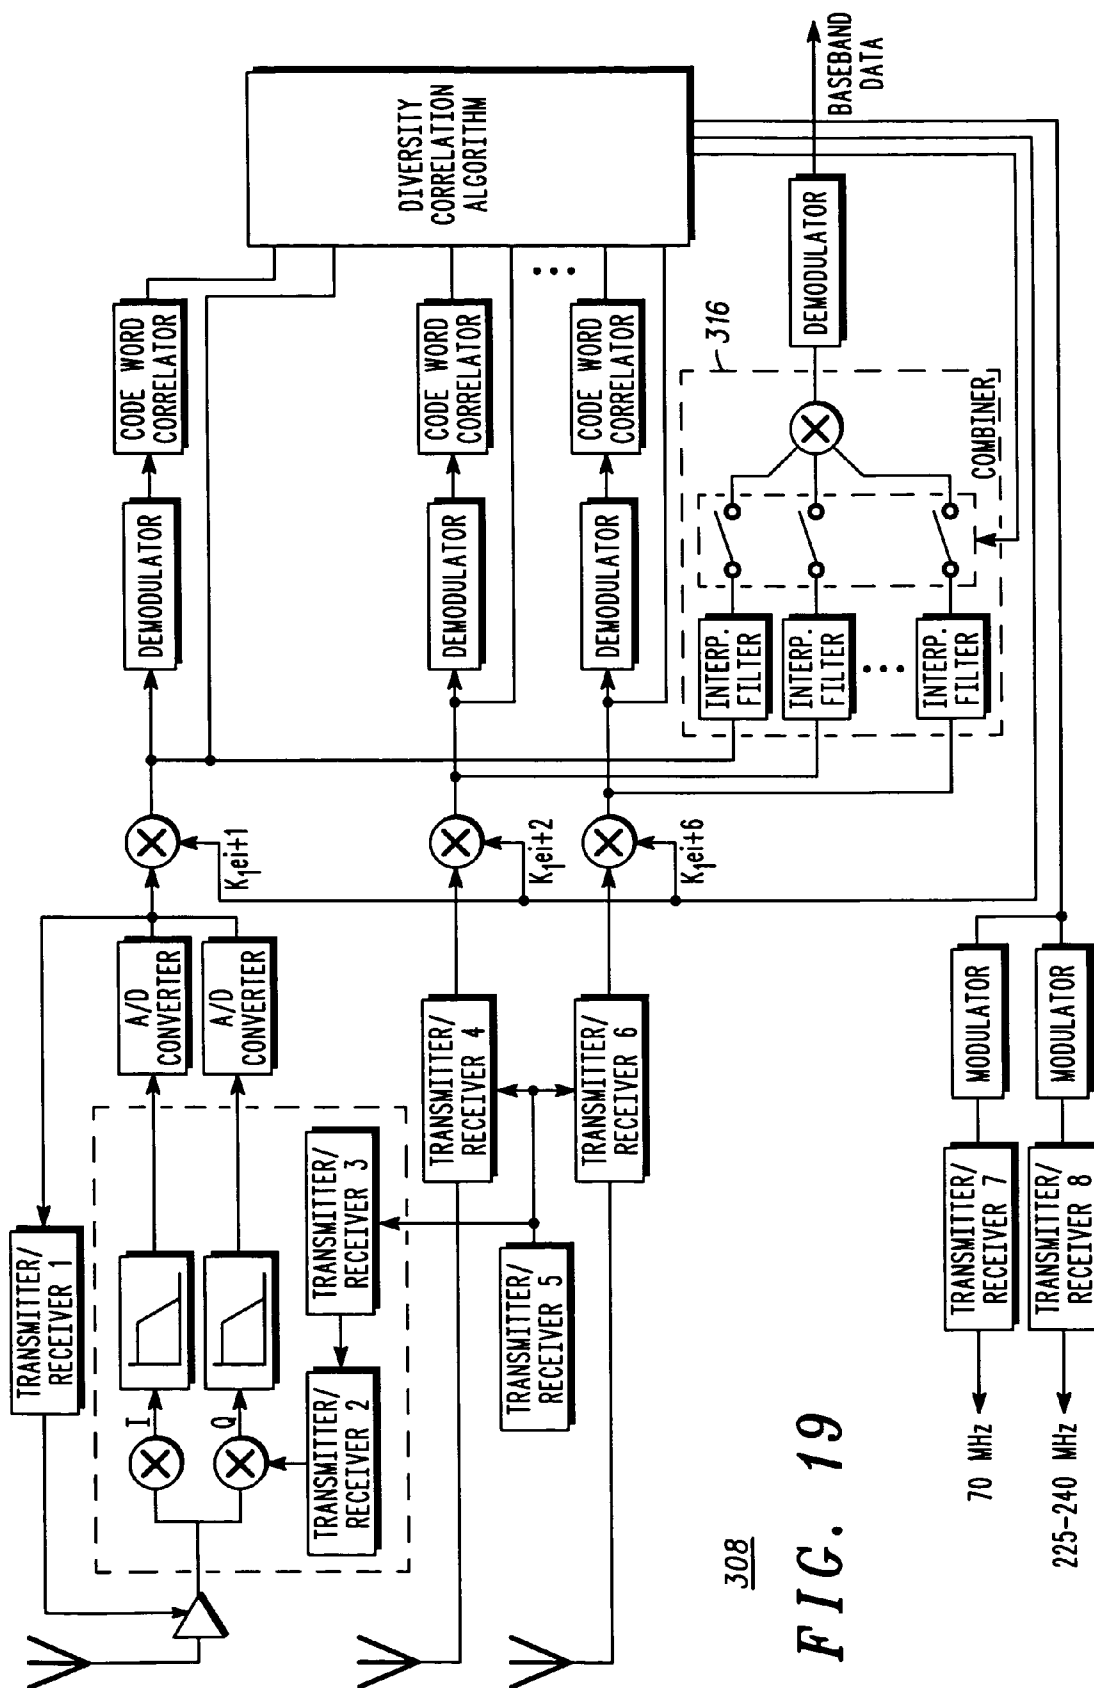 TRANSMITTER/
RECEIVER 1
I
Q
A/D
CONVERTER
A/D
CONVERTER
TRANSMITTER/
RECEIVER 2
TRANSMITTER/
RECEIVER 3
K1ei+1
DEMODULATOR
CODE WORD
CORRELATOR
DIVERSITY
CORRELATION
ALGORITHM
TRANSMITTER/
RECEIVER 4
K1ei+2
DEMODULATOR
CODE WORD
CORRELATOR
TRANSMITTER/
RECEIVER 5
TRANSMITTER/
RECEIVER 6
K1ei+6
DEMODULATOR
CODE WORD
CORRELATOR
INTERP.
FILTER
INTERP.
FILTER
INTERP.
FILTER
316
COMBINER
DEMODULATOR
BASEBAND
DATA
308
FIG. 19
70 MHz
TRANSMITTER/
RECEIVER 7
MODULATOR
225-240 MHz
TRANSMITTER/
RECEIVER 8
MODULATOR